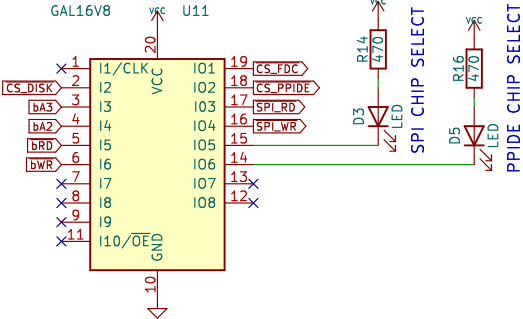 GAL16V8 U11
vcc
20
VCC
1 I1/CLK
CS_DISK 2 I2
bA3 3 I3
bA2 4 I4
bRD 5 I5
bWR 6 I6
7 I7
8 I8
9 I9
11 I10/OE
IO1 19 CS_FDC
IO2 18 CS_PPIDE
IO3 17 SPI_RD
IO4 16 SPI_WR
IO5 15
IO6 14
IO7 13
IO8 12
GND
10
vcc
R14
470
D3
LED
SPI CHIP SELECT
vcc
R16
470
D5
LED
PPIDE CHIP SELECT